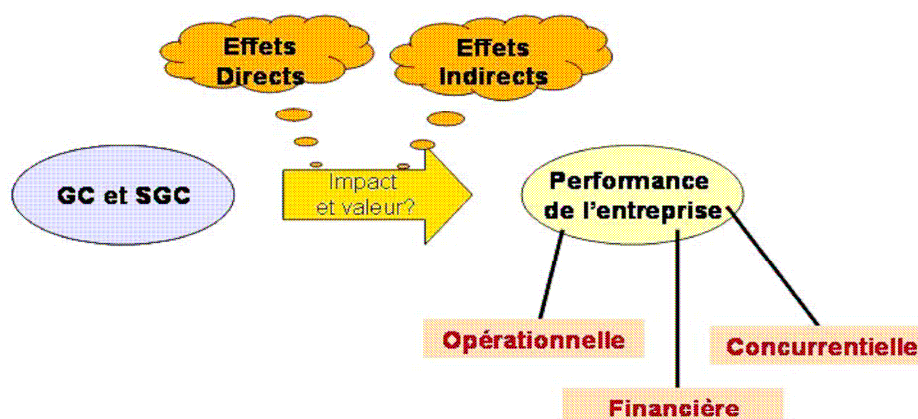 Effets
Directs
Effets
Indirects
GC et SGC
Impact
et valeur?
Performance
de l'entreprise
Opérationnelle
Concurrentielle
Financière